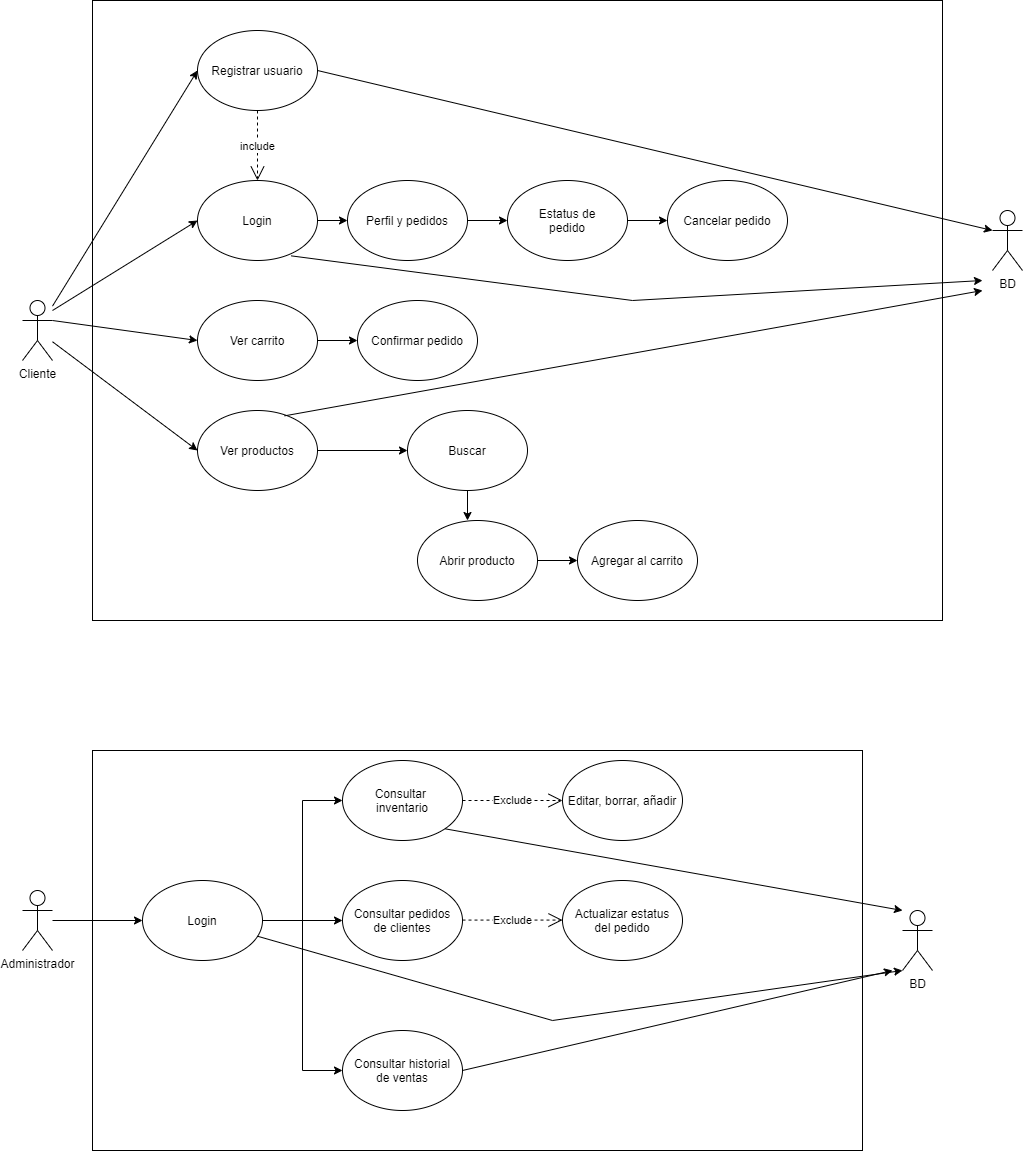 Registrar usuario
include
Login
Perfil y pedidos
Estatus de
pedido
Cancelar pedido
BD
Cliente
Ver carrito
Confirmar pedido
Ver productos
Buscar
Abrir producto
Agregar al carrito
Consultar
inventario
Exclude
Editar, borrar, añadir
Administrador
Login
Consultar pedidos
de clientes
Exclude
Actualizar estatus
del pedido
BD
Consultar historial
de ventas